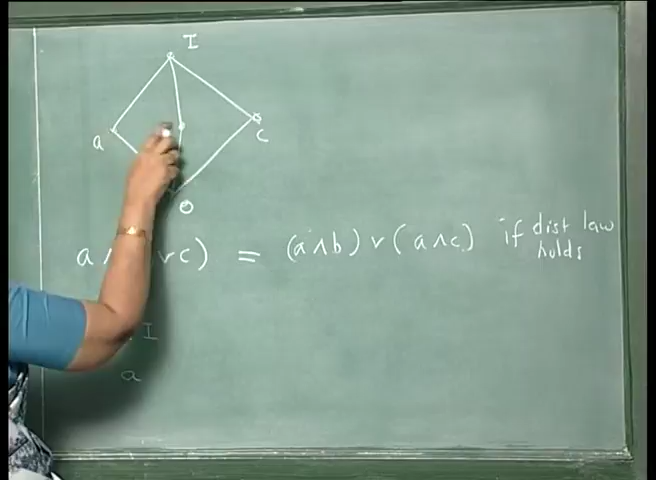 I
a
c
0
a ∧ v c) = (a ∧ b) v (a ∧ c) if dist law
holds
I
a